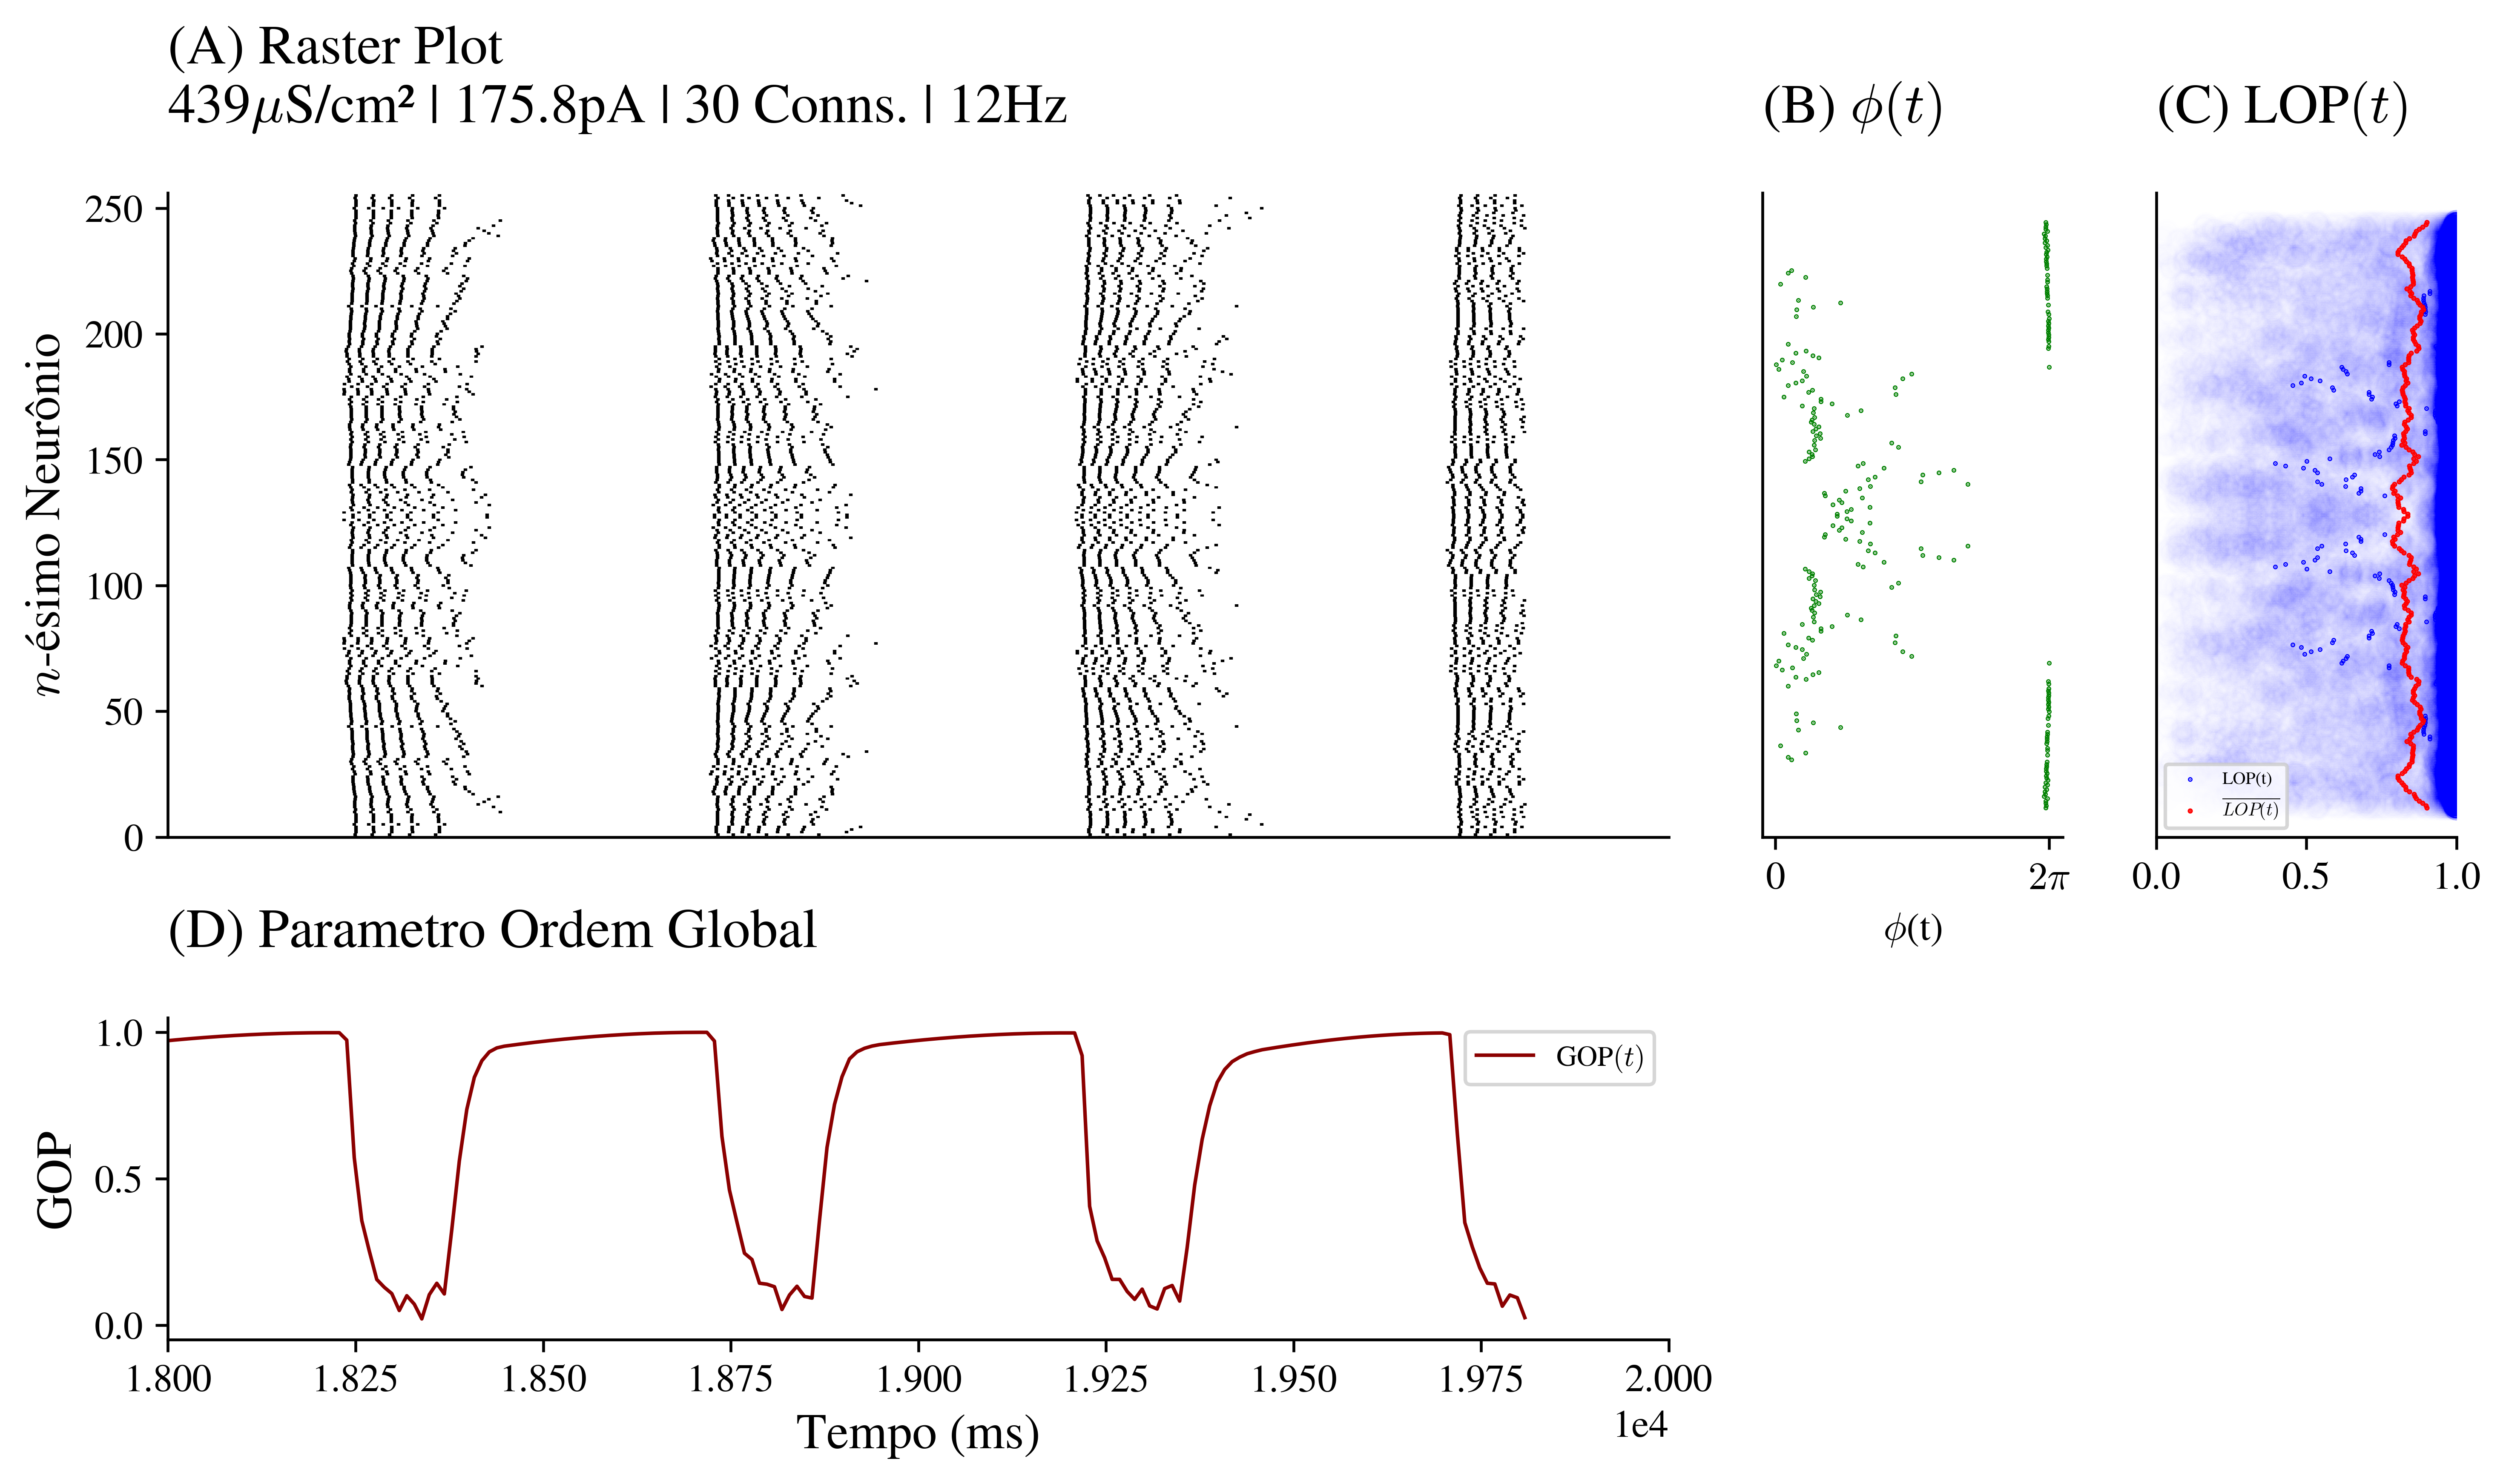 (A) Raster Plot
439μS/cm² | 175.8pA | 30 Conns. | 12Hz
(B) ϕ(t)
(C) LOP(t)
n-ésimo Neurônio
250
200
150
100
50
0
0
2π
ϕ(t)
LOP(t)
LOP(t)
0.0
0.5
1.0
(D) Parametro Ordem Global
GOP
1.0
0.5
0.0
GOP(t)
1.800
1.825
1.850
1.875
1.900
1.925
1.950
1.975
2.000
Tempo (ms)
1e4